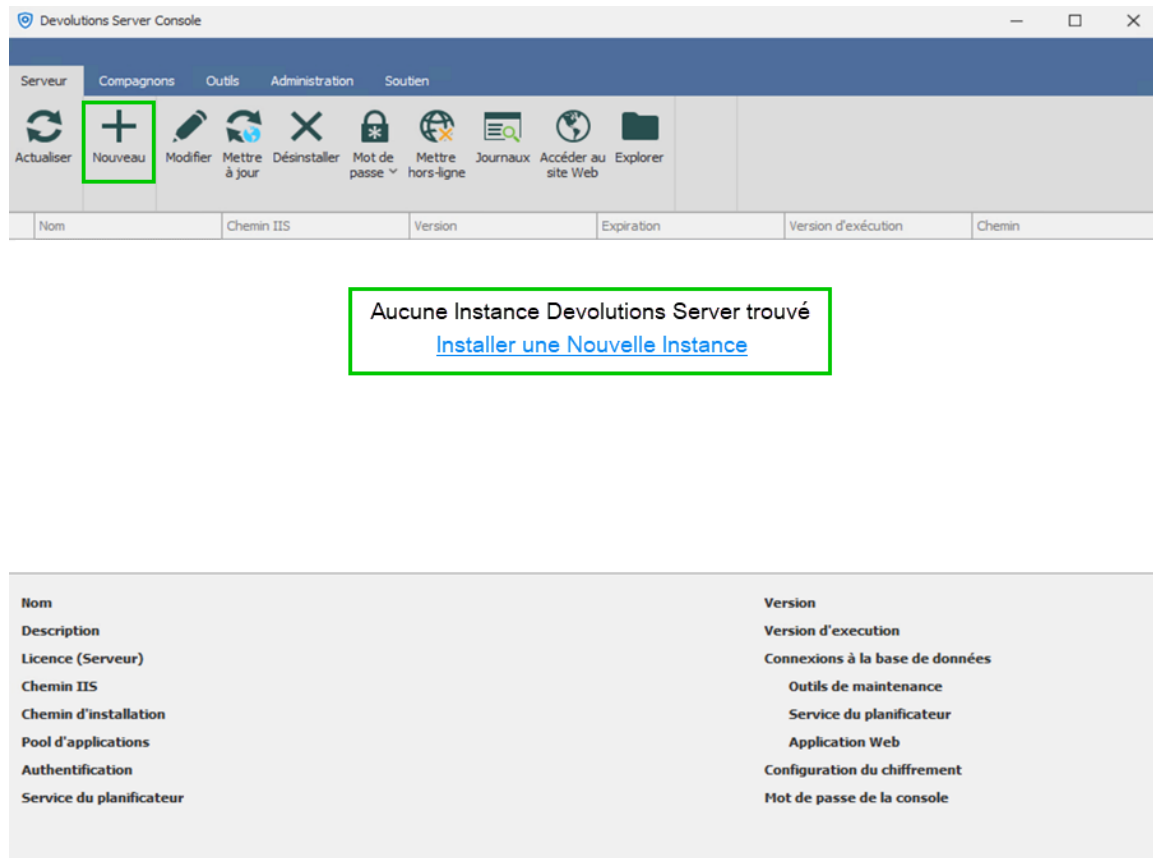 Devolutions Server Console
Serveur Compagnons Outils Administration Soutien
Actualiser Nouveau Modifier Mettre à jour Désinstaller Mot de passe Mettre hors-ligne Journaux Accéder au site Web Explorer
Nom Chemin IIS Version Expiration Version d'exécution Chemin
Aucune Instance Devolutions Server trouvé
Installer une Nouvelle Instance
Nom
Description
Licence (Serveur)
Chemin IIS
Chemin d'installation
Pool d'applications
Authentification
Service du planificateur
Version
Version d'execution
Connexions à la base de données
Outils de maintenance
Service du planificateur
Application Web
Configuration du chiffrement
Mot de passe de la console